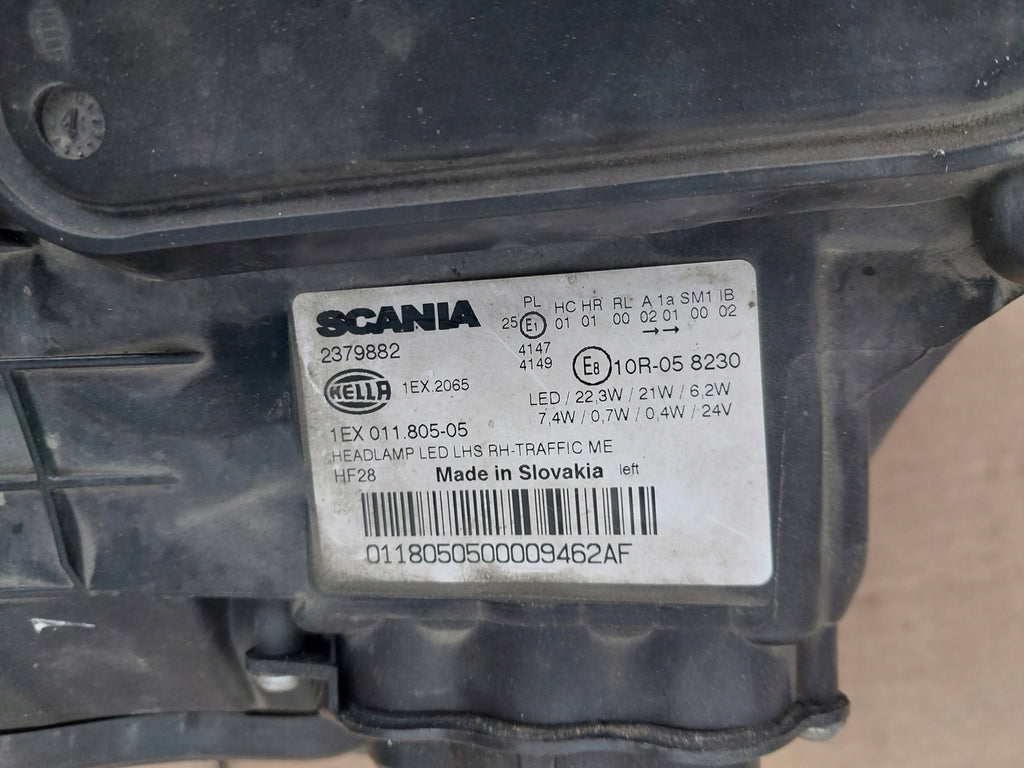 SCANIA
2379882
HELLA 1EX.2065
PL HC HR RL A 1a SM1 IB
25 E1 01 01 00 02 01 00 02
→→
4147
4149
E8 10R-05 8230
LED / 22,3W / 21W / 6,2W
7,4W / 0,7W / 0,4W / 24V
1EX 011.805-05
HEADLAMP LED LHS RH-TRAFFIC ME
HF28 Made in Slovakia left
0118050500009462AF